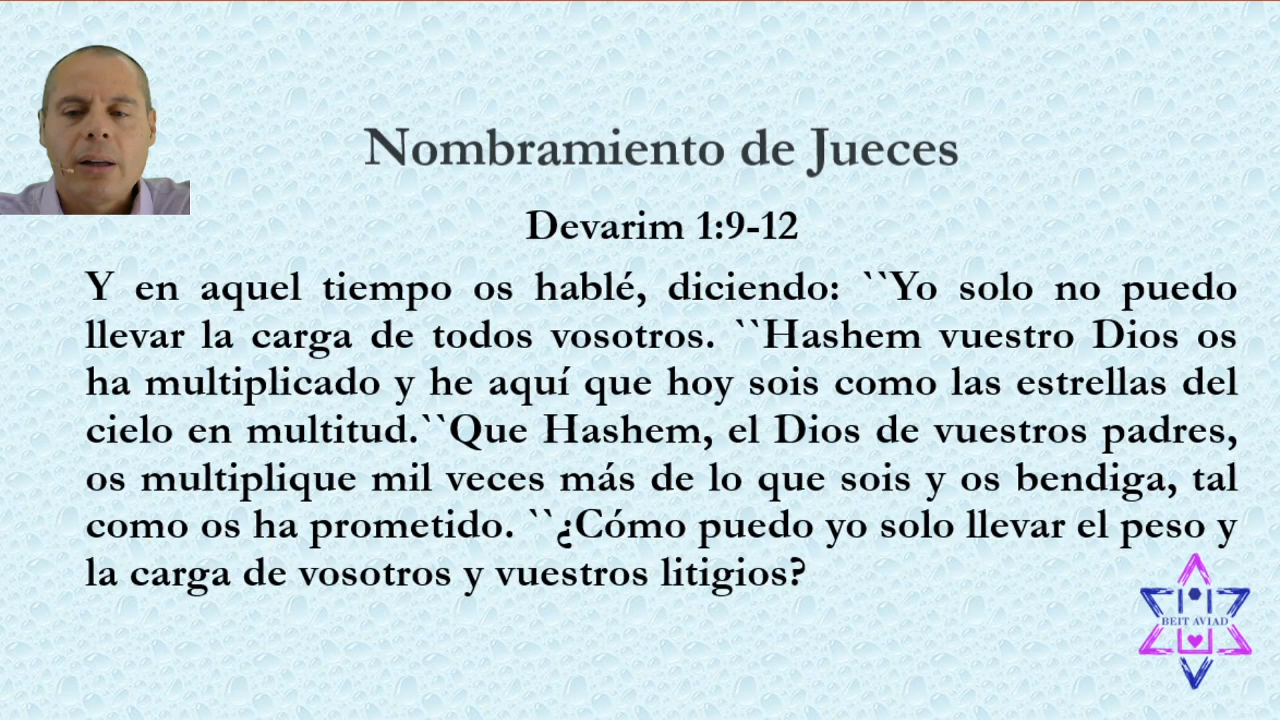 Nombramiento de Jueces
Devarim 1:9-12
Y en aquel tiempo os hablé, diciendo: ``Yo solo no puedo
llevar la carga de todos vosotros. ``Hashem vuestro Dios os
ha multiplicado y he aquí que hoy sois como las estrellas del
cielo en multitud.``Que Hashem, el Dios de vuestros padres,
os multiplique mil veces más de lo que sois y os bendiga, tal
como os ha prometido. ``¿Cómo puedo yo solo llevar el peso y
la carga de vosotros y vuestros litigios?
BEIT AVIAD